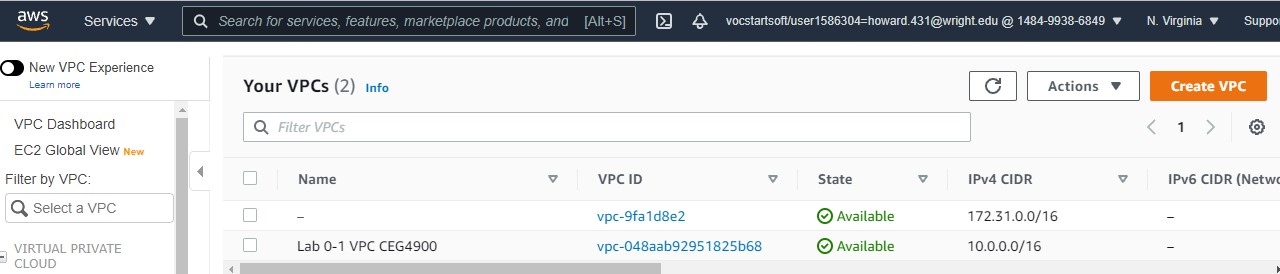 aws
Services
Search for services, features, marketplace products, and [Alt+S]
vocstartsoft/user1586304=howard.431@wright.edu @ 1484-9938-6849
N. Virginia
Suppo
New VPC Experience
Learn more
VPC Dashboard
EC2 Global View New
Filter by VPC:
Select a VPC
VIRTUAL PRIVATE
CLOUD
Your VPCs (2) Info
Actions
Create VPC
Filter VPCs
1
Name VPC ID State IPv4 CIDR IPv6 CIDR (Netwo
– vpc-9fa1d8e2 Available 172.31.0.0/16 –
Lab 0-1 VPC CEG4900 vpc-048aab92951825b68 Available 10.0.0.0/16 –